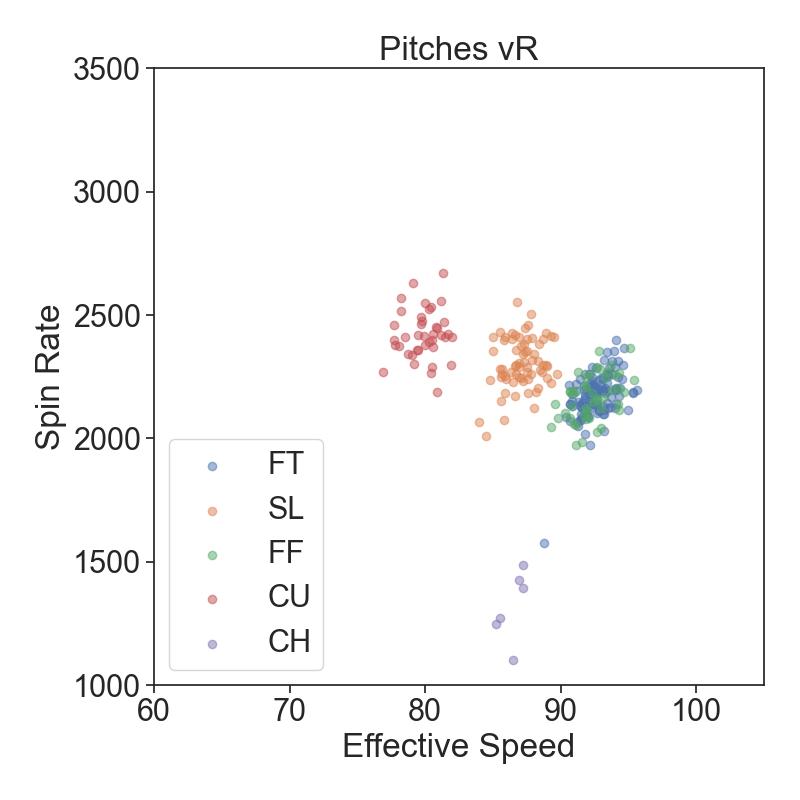 Pitches vR
3500
3000
2500
2000
1500
1000
Spin Rate
FT
SL
FF
CU
CH
60 70 80 90 100
Effective Speed